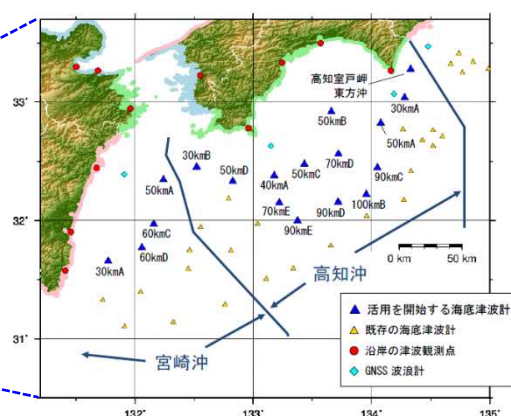 高知室戸岬
東方沖
33°
30kmA
50kmB
50kmA
30kmB
50kmD
50kmC
70kmD
90kmC
50kmA
40kmA
100kmB
70kmE
90kmD
32°
60kmC
90kmE
60kmD
0 km
50 km
30kmA
高知沖
▲ 活用を開始する海底津波計
▲ 既存の海底津波計
● 沿岸の津波観測点
◆ GNSS 波浪計
31°
宮崎沖
132°
133°
134°
135°